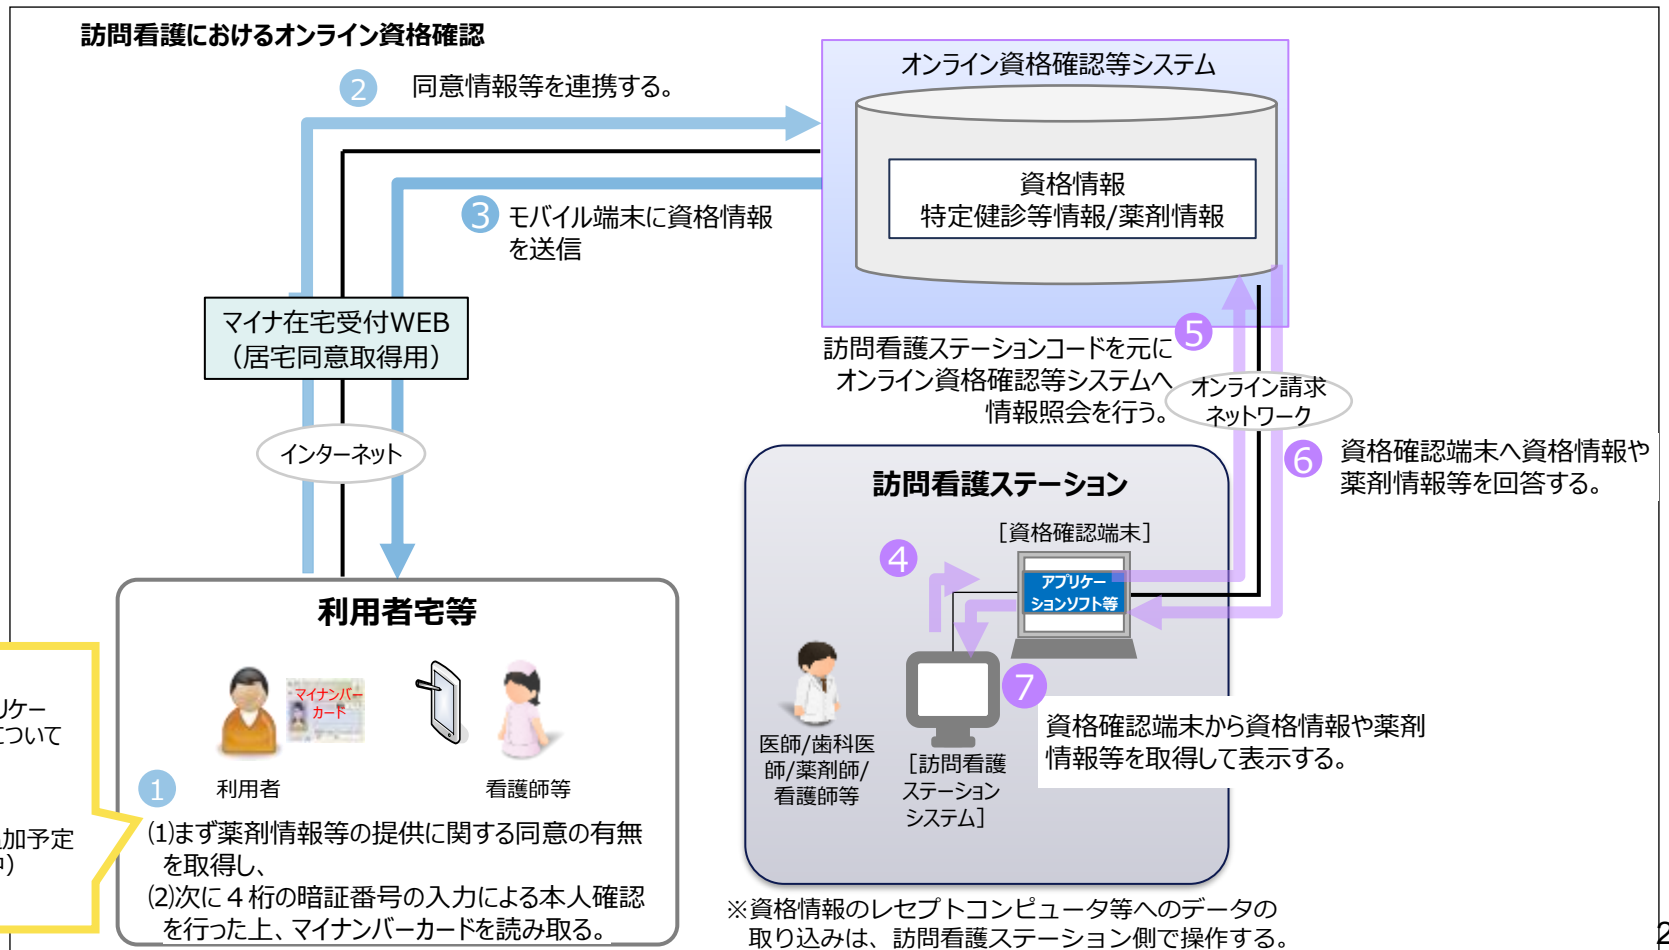 訪問看護におけるオンライン資格確認
2
同意情報等を連携する。
オンライン資格確認等システム
資格情報
特定健診等情報/薬剤情報
3
モバイル端末に資格情報
を送信
マイナ在宅受付WEB
（居宅同意取得用）
インターネット
5
訪問看護ステーションコードを元に
オンライン資格確認等システムへ
情報照会を行う。
オンライン請求
ネットワーク
6
資格確認端末へ資格情報や
薬剤情報等を回答する。
訪問看護ステーション
［資格確認端末］
4
アプリケー
ションソフト等
7
資格確認端末から資格情報や薬剤
情報等を取得して表示する。
医師/歯科医
師/薬剤師/
看護師等
［訪問看護
ステーション
システム］
利用者宅等
マイナンバー
カード
利用者
看護師等
1
⑴まず薬剤情報等の提供に関する同意の有無
を取得し、
⑵次に４桁の暗証番号の入力による本人確認
を行った上、マイナンバーカードを読み取る。
リケー
について
加予定
）
※資格情報のレセプトコンピュータ等へのデータの
取り込みは、訪問看護ステーション側で操作する。
2